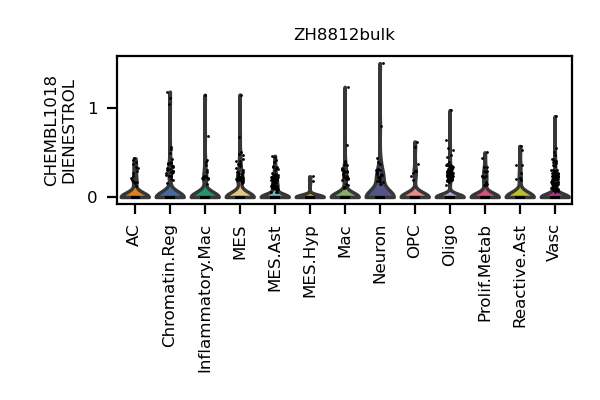 ZH8812bulk
CHEMBL1018
DIENESTROL
1
0
AC
Chromatin.Reg
Inflammatory.Mac
MES
MES.Ast
MES.Hyp
Mac
Neuron
OPC
Oligo
Prolif.Metab
Reactive.Ast
Vasc